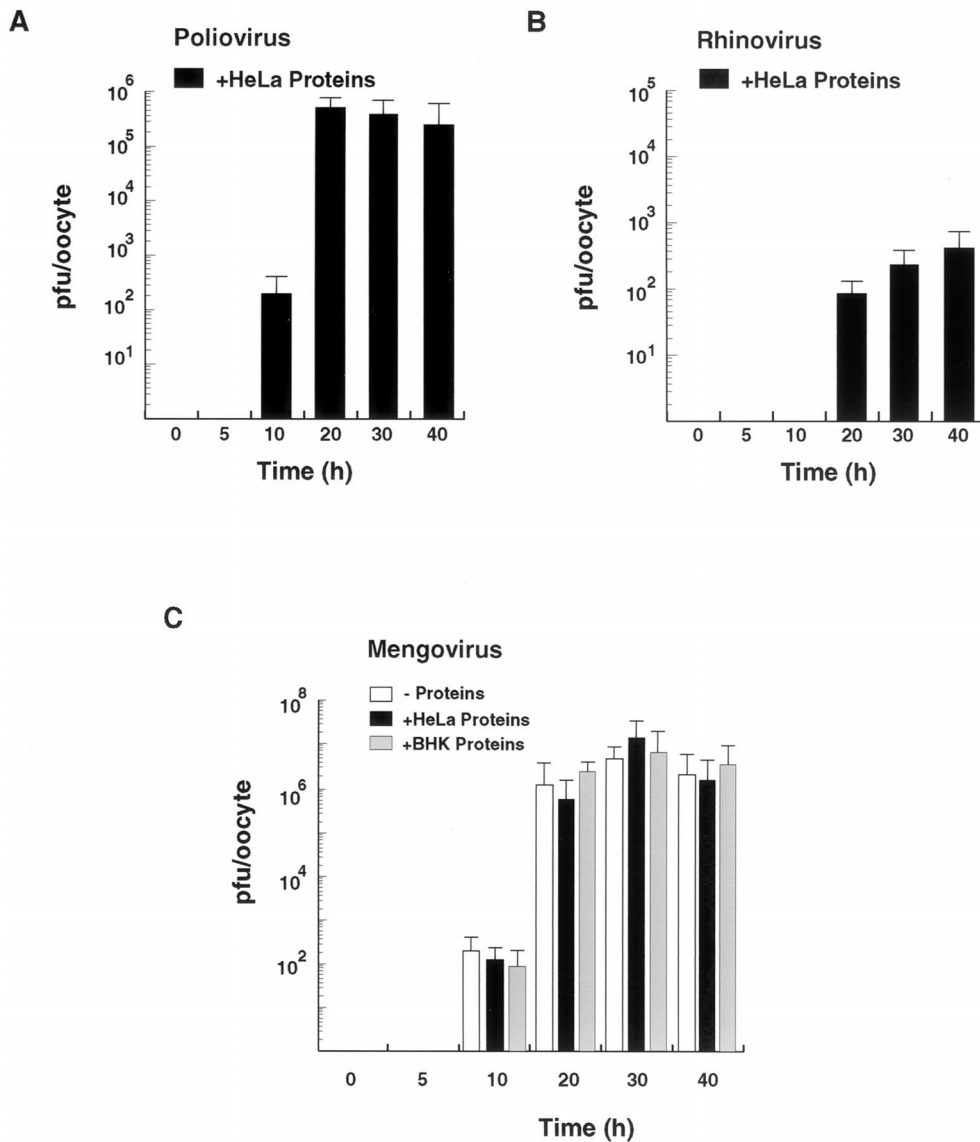 A
Poliovirus
+HeLa Proteins
10^6
10^5
10^4
10^3
10^2
10^1
pfu/oocyte
0 5 10 20 30 40
Time (h)
B
Rhinovirus
+HeLa Proteins
10^5
10^4
10^3
10^2
10^1
pfu/oocyte
0 5 10 20 30 40
Time (h)
C
Mengovirus
- Proteins
+HeLa Proteins
+BHK Proteins
10^8
10^6
10^4
10^2
pfu/oocyte
0 5 10 20 30 40
Time (h)